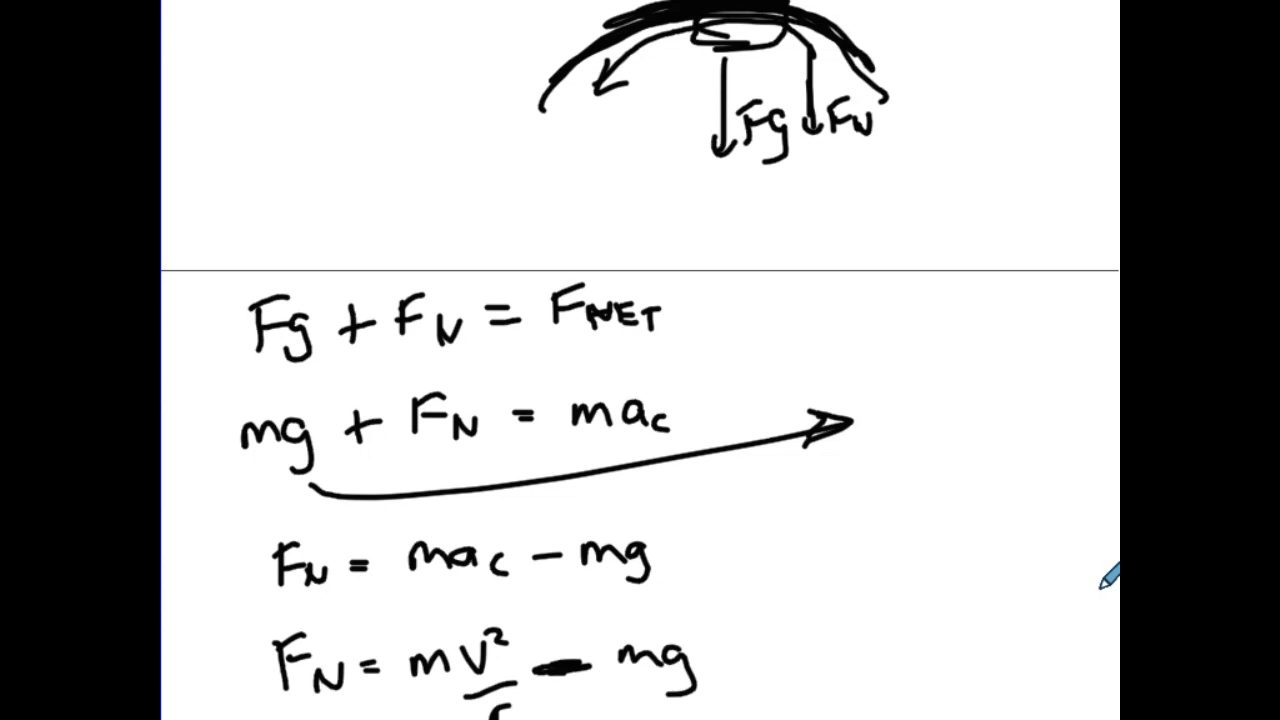 Fg FN
Fg + FN = FNET
mg + FN = mac
FN = mac − mg
FN = mv²/r − mg